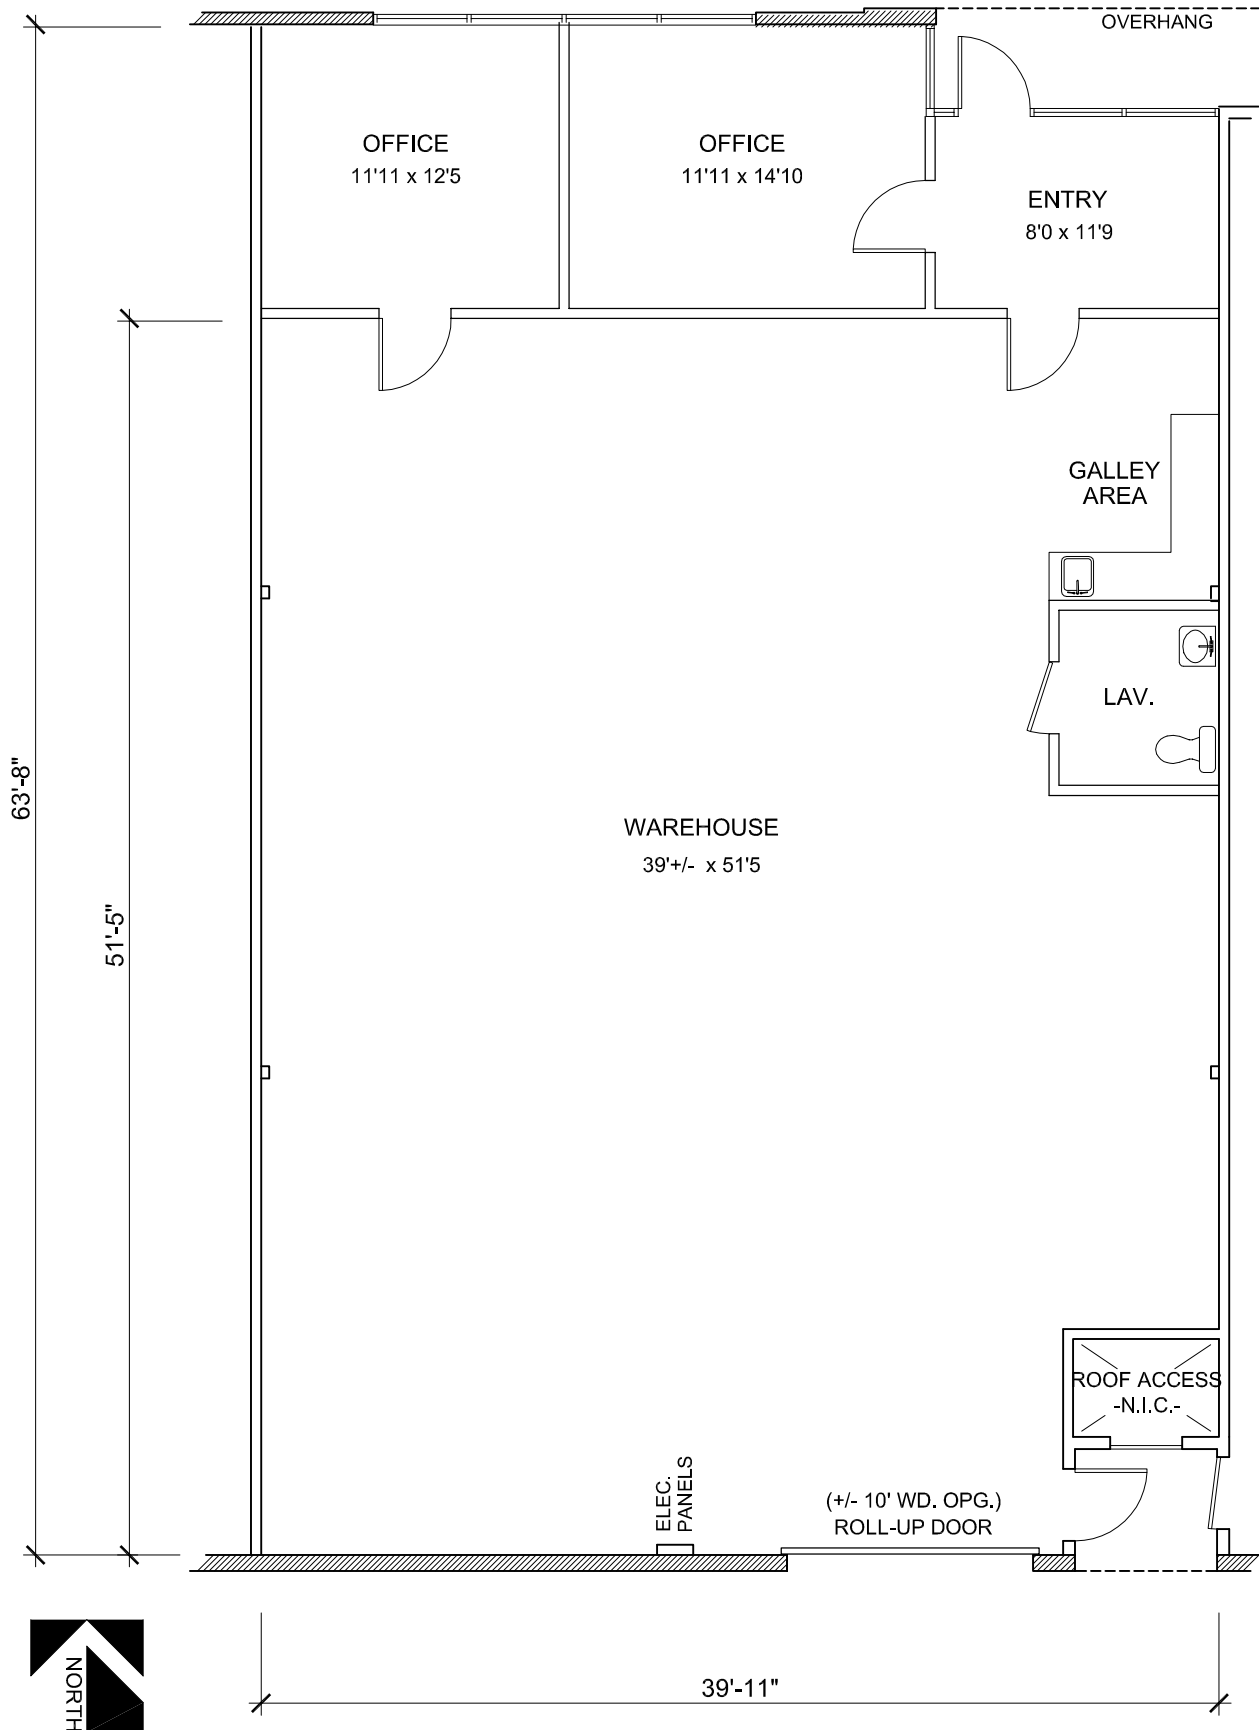 OVERHANG
OFFICE
11'11 x 12'5
OFFICE
11'11 x 14'10
ENTRY
8'0 x 11'9
GALLEY
AREA
LAV.
63'-8"
51'-5"
WAREHOUSE
39'+/- x 51'5
ROOF ACCESS
-N.I.C.-
ELEC.
PANELS
(+/- 10' WD. OPG.)
ROLL-UP DOOR
NORTH
39'-11"